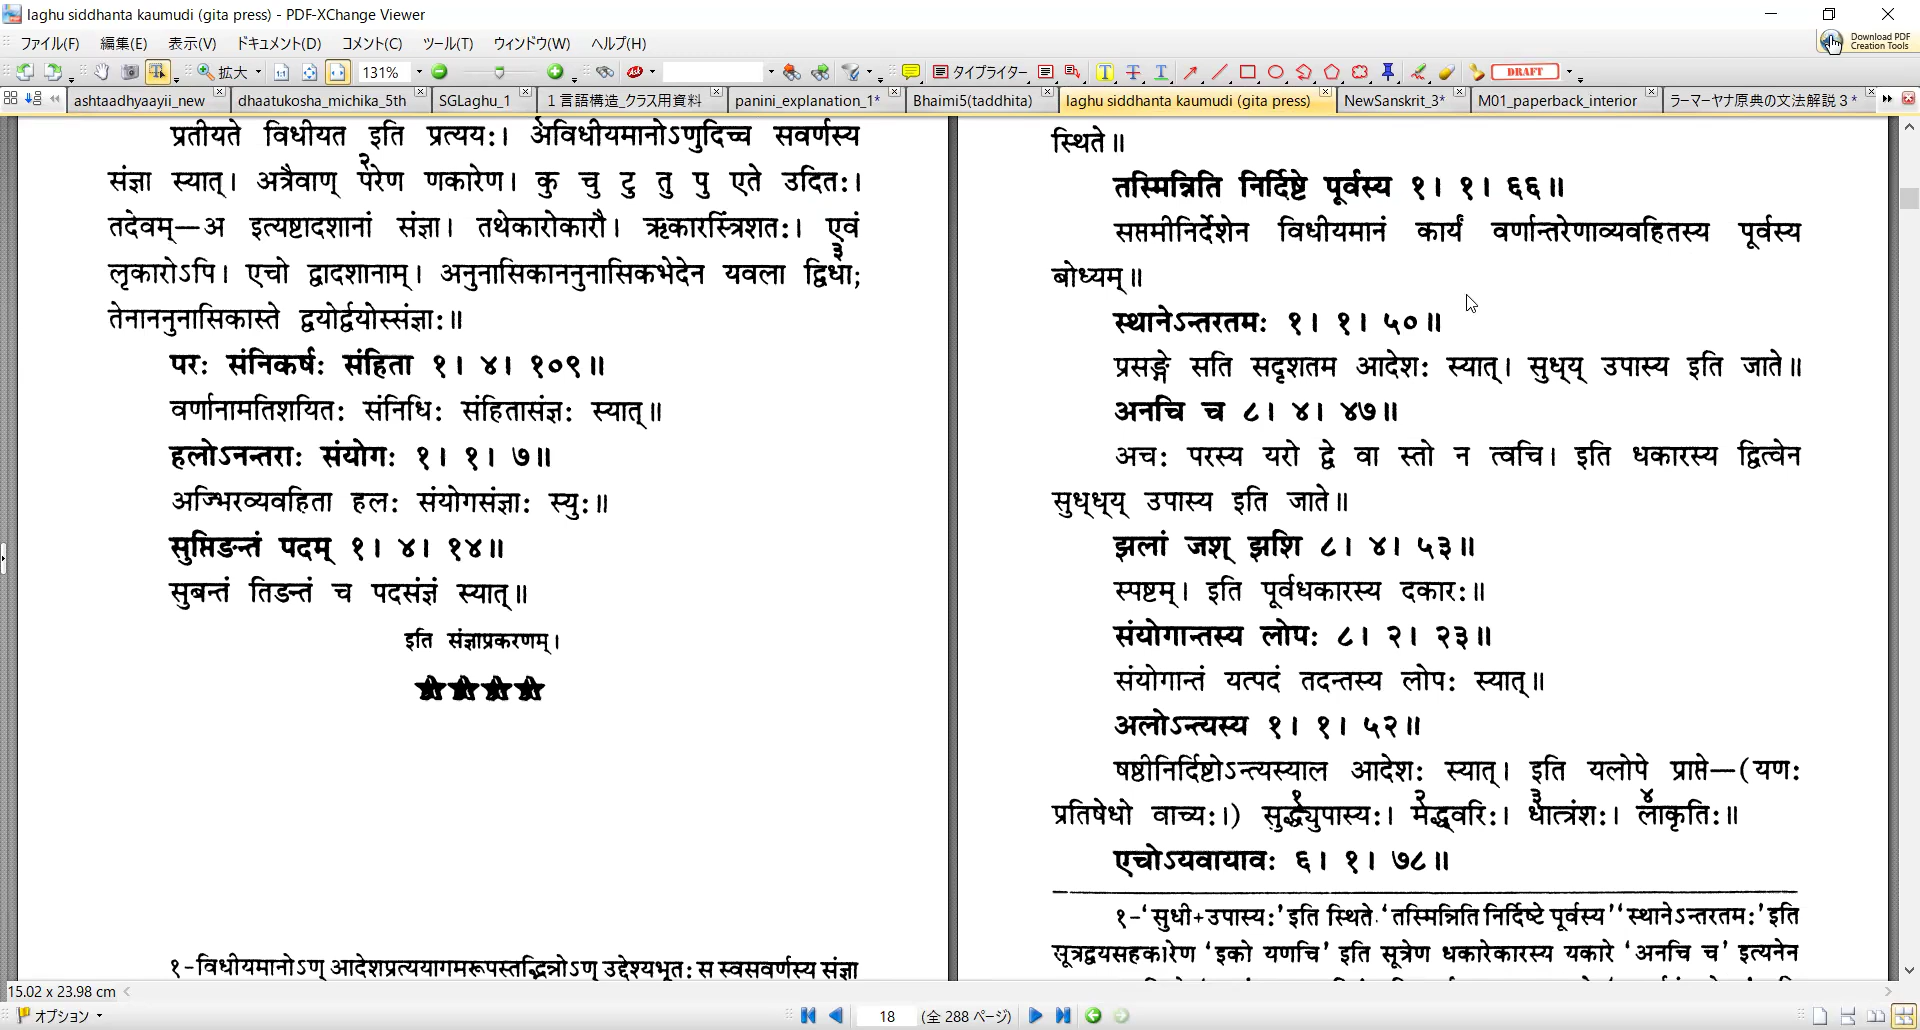 laghu siddhanta kaumudi (gita press) - PDF-XChange Viewer
ファイル(F) 編集(E) 表示(V) ドキュメント(D) コメント(C) ツール(T) ウィンドウ(W) ヘルプ(H)
Download PDF
Creation Tools
拡大 131% タイプライター DRAFT
ashtaadhyaayii_new dhaatukosha_michika_5th SGLaghu_1 1 言語構造_クラス用資料 panini_explanation_1* Bhaimi5(taddhita) laghu siddhanta kaumudi (gita press) NewSanskrit_3* M01_paperback_interior ラーマーヤナ原典の文法解説 3 *
प्रतीयते विधीयत इति प्रत्ययः। अविधीयमानोऽणुदिच्च सवर्णस्य
संज्ञा स्यात्। अत्रैवाण् परेण२ णकारेण। कु चु टु तु पु एते उदितः।
तदेवम्—अ इत्यष्टादशानां संज्ञा। तथेकारोकारौ। ऋकारस्त्रिंशतः। एवं
लृकारोऽपि। एचो द्वादशानाम्। अनुनासिकाननुनासिकभेदेन यवला द्विधा३;
तेनाननुनासिकास्ते द्वयोर्द्वयोस्संज्ञाः॥
परः संनिकर्षः संहिता १। ४। १०९॥
वर्णानामतिशयितः संनिधिः संहितासंज्ञः स्यात्॥
हलोऽनन्तराः संयोगः १। १। ७॥
अज्भिरव्यवहिता हलः संयोगसंज्ञाः स्युः॥
सुप्तिङन्तं पदम् १। ४। १४॥
सुबन्तं तिङन्तं च पदसंज्ञं स्यात्॥
इति संज्ञाप्रकरणम्।
१-विधीयमानोऽण् आदेशप्रत्ययागमरूपस्तद्भिन्नोऽण् उद्देश्यभूतः स स्वसवर्णस्य संज्ञा
स्थिते॥
तस्मिन्निति निर्दिष्टे पूर्वस्य १। १। ६६॥
सप्तमीनिर्देशेन विधीयमानं कार्यं वर्णान्तरेणाव्यवहितस्य पूर्वस्य
बोध्यम्॥
स्थानेऽन्तरतमः १। १। ५०॥
प्रसङ्गे सति सदृशतम आदेशः स्यात्। सुध्य् उपास्य इति जाते॥
अनचि च ८। ४। ४७॥
अचः परस्य यरो द्वे वा स्तो न त्वचि। इति धकारस्य द्वित्वेन
सुध्ध्य् उपास्य इति जाते॥
झलां जश् झशि ८। ४। ५३॥
स्पष्टम्। इति पूर्वधकारस्य दकारः॥
संयोगान्तस्य लोपः ८। २। २३॥
संयोगान्तं यत्पदं तदन्तस्य लोपः स्यात्॥
अलोऽन्त्यस्य १। १। ५२॥
षष्ठीनिर्दिष्टोऽन्त्यस्याल आदेशः स्यात्। इति यलोपे प्राप्ते—(यणः
प्रतिषेधो वाच्यः।) सुद्ध्युपास्यः१। मद्ध्वरिः२। धात्त्रंशः३। लाकृतिः४॥
एचोऽयवायावः ६। १। ७८॥
१-‘सुधी+उपास्यः’ इति स्थिते ‘तस्मिन्निति निर्दिष्टे पूर्वस्य’ ‘स्थानेऽन्तरतमः’ इति
सूत्रद्वयसहकारेण ‘इको यणचि’ इति सूत्रेण धकारेकारस्य यकारे ‘अनचि च’ इत्यनेन
15.02 x 23.98 cm
オプション 18 (全 288 ページ)